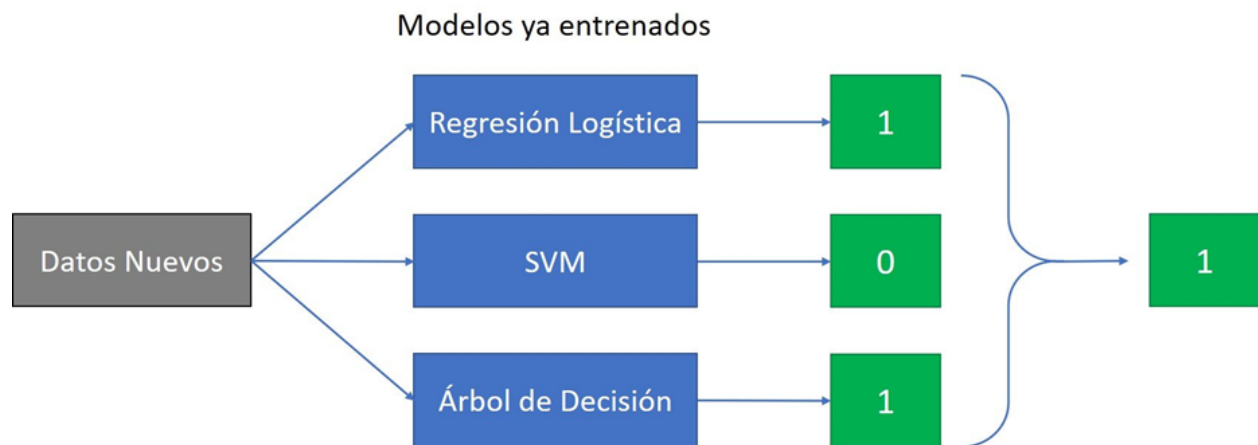 Modelos ya entrenados
Regresión Logística
1
Datos Nuevos
SVM
0
1
Árbol de Decisión
1